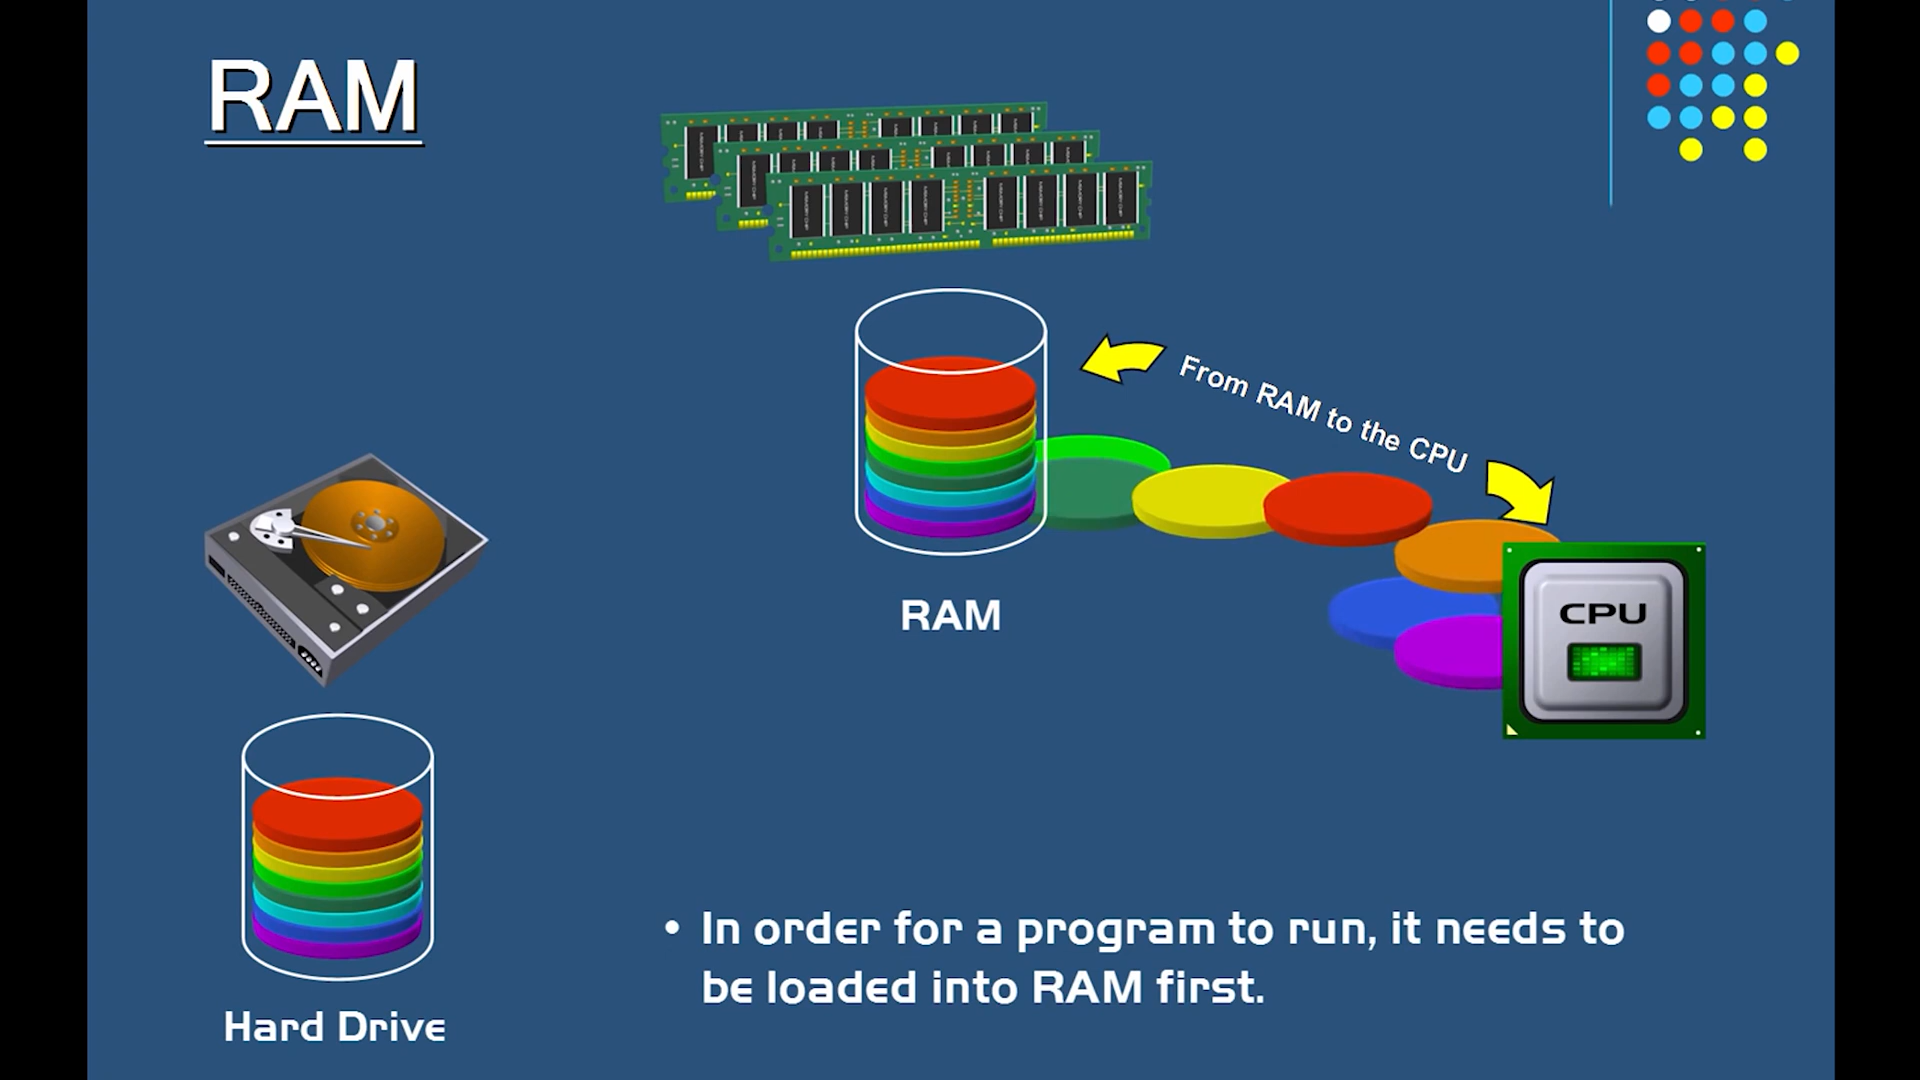 RAM
From RAM to the CPU
CPU
RAM
Hard Drive
• In order for a program to run, it needs to
be loaded into RAM first.